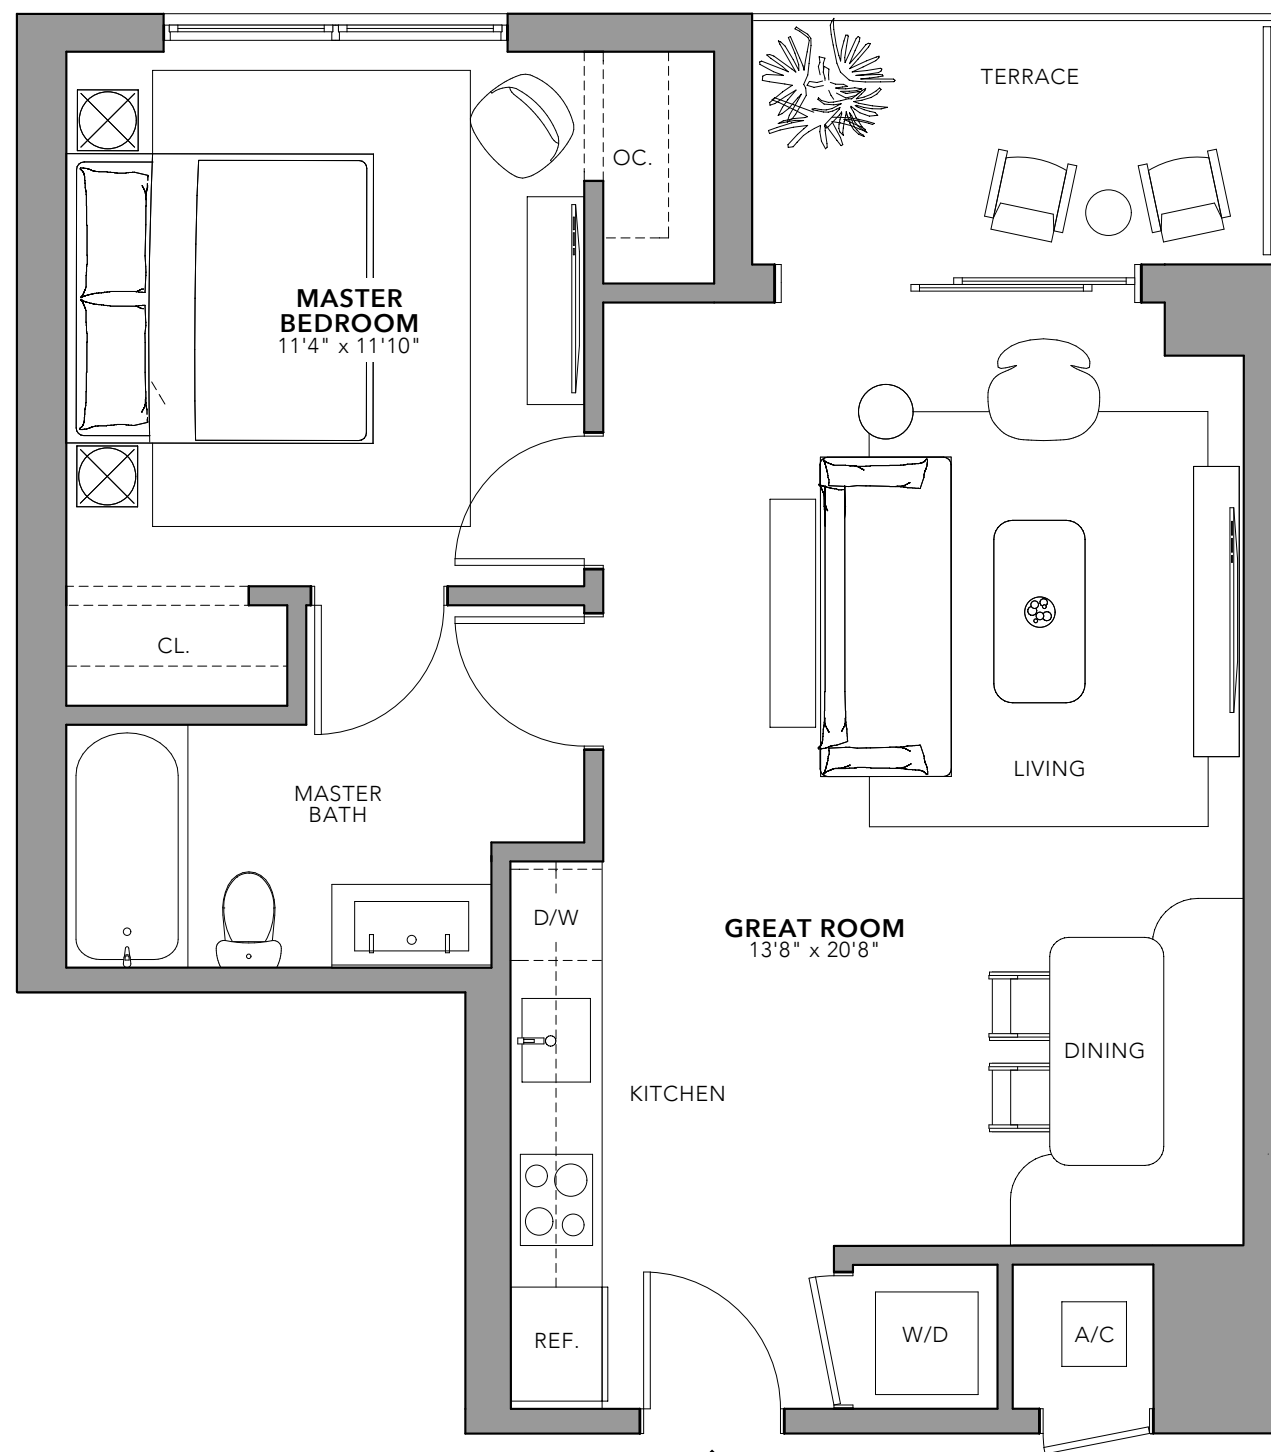 TERRACE
OC.
MASTER
BEDROOM
11'4" x 11'10"
CL.
LIVING
MASTER
BATH
D/W
GREAT ROOM
13'8" x 20'8"
DINING
KITCHEN
W/D
A/C
REF.